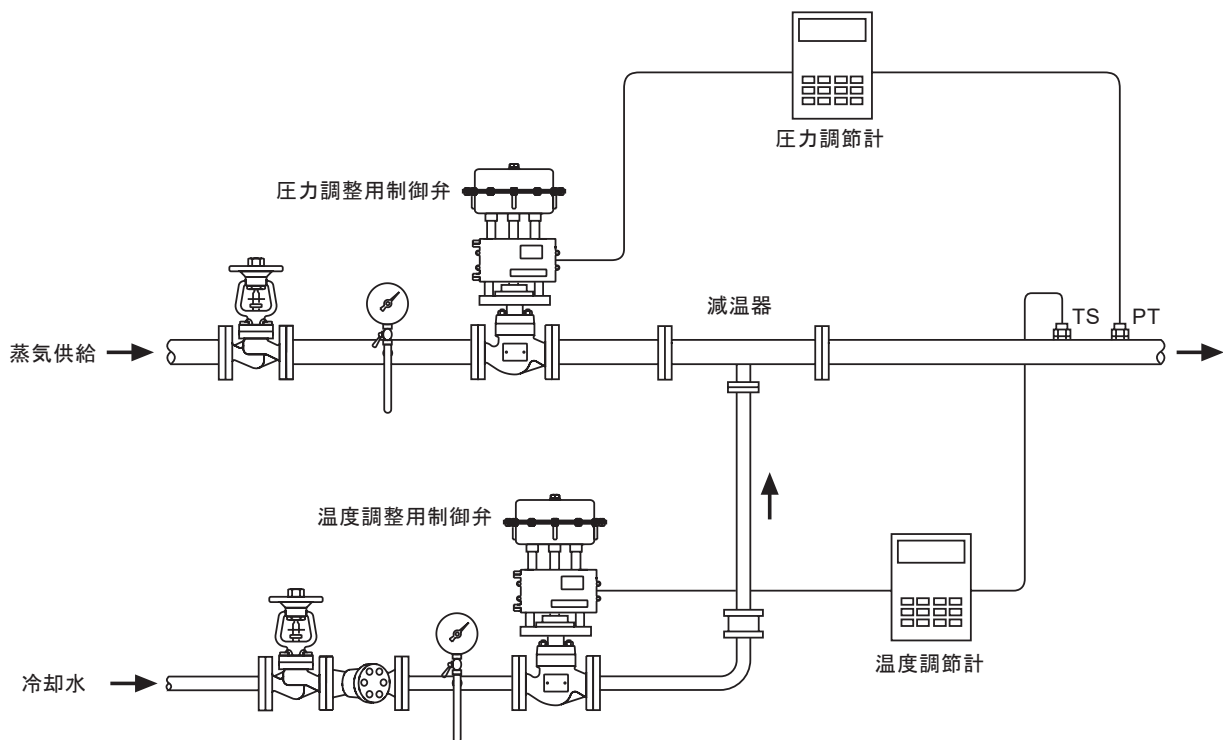 圧力調節計
圧力調整用制御弁
減温器
TS PT
蒸気供給
温度調整用制御弁
温度調節計
冷却水